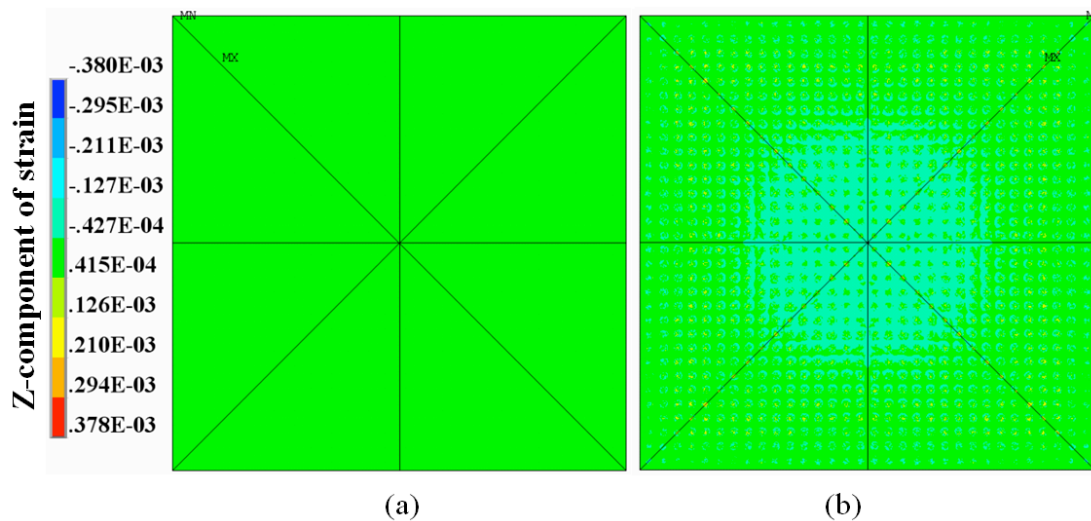 Z-component of strain
-.380E-03
-.295E-03
-.211E-03
-.127E-03
-.427E-04
.415E-04
.126E-03
.210E-03
.294E-03
.378E-03
MN
MX
MX
(a)
(b)